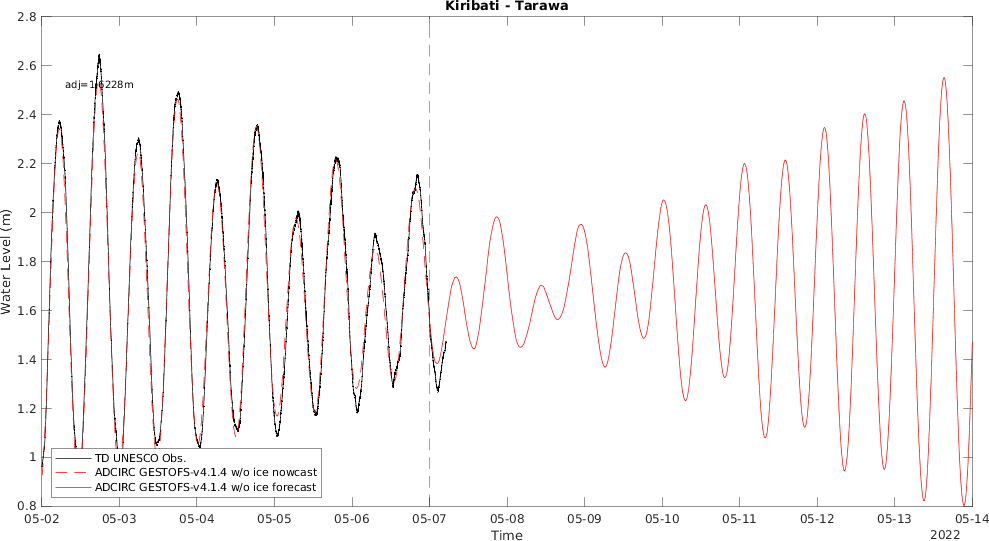 Kiribati - Tarawa
2.8
2.6
adj=1.6228m
2.4
2.2
2
1.8
Water Level (m)
1.6
1.4
1.2
1
0.8
TD UNESCO Obs.
ADCIRC GESTOFS-v4.1.4 w/o ice nowcast
ADCIRC GESTOFS-v4.1.4 w/o ice forecast
05-02 05-03 05-04 05-05 05-06 05-07 05-08 05-09 05-10 05-11 05-12 05-13 05-14
Time
2022